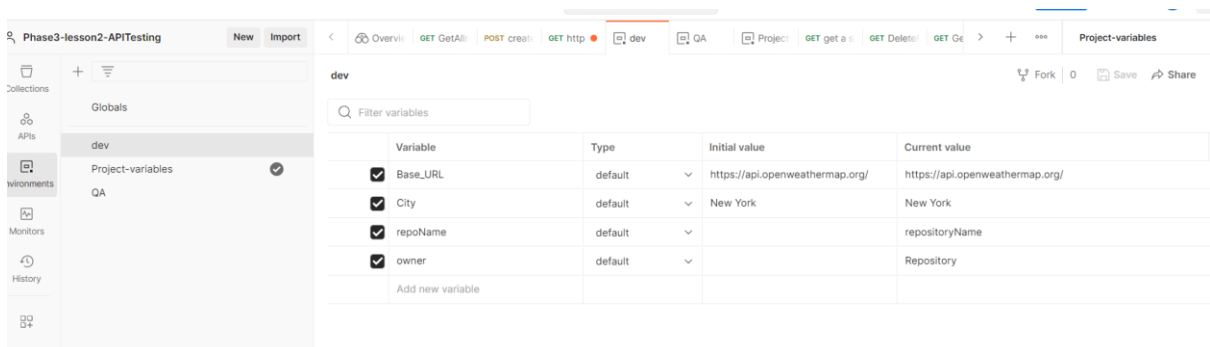 Phase3-lesson2-APITesting New Import Overvi GET GetAll POST creat GET http dev QA Project GET get a s GET Delete GET Ge Project-variables
Collections
APIs
nvironments
Monitors
History
Globals
dev
Project-variables
QA
dev Fork 0 Save Share
Filter variables
Variable Type Initial value Current value
Base_URL default https://api.openweathermap.org/ https://api.openweathermap.org/
City default New York New York
repoName default repositoryName
owner default Repository
Add new variable